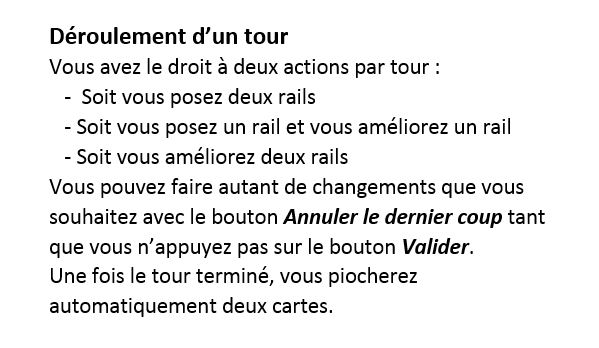 Déroulement d’un tour
Vous avez le droit à deux actions par tour :
- Soit vous posez deux rails
- Soit vous posez un rail et vous améliorez un rail
- Soit vous améliorez deux rails
Vous pouvez faire autant de changements que vous
souhaitez avec le bouton Annuler le dernier coup tant
que vous n’appuyez pas sur le bouton Valider.
Une fois le tour terminé, vous piocherez
automatiquement deux cartes.